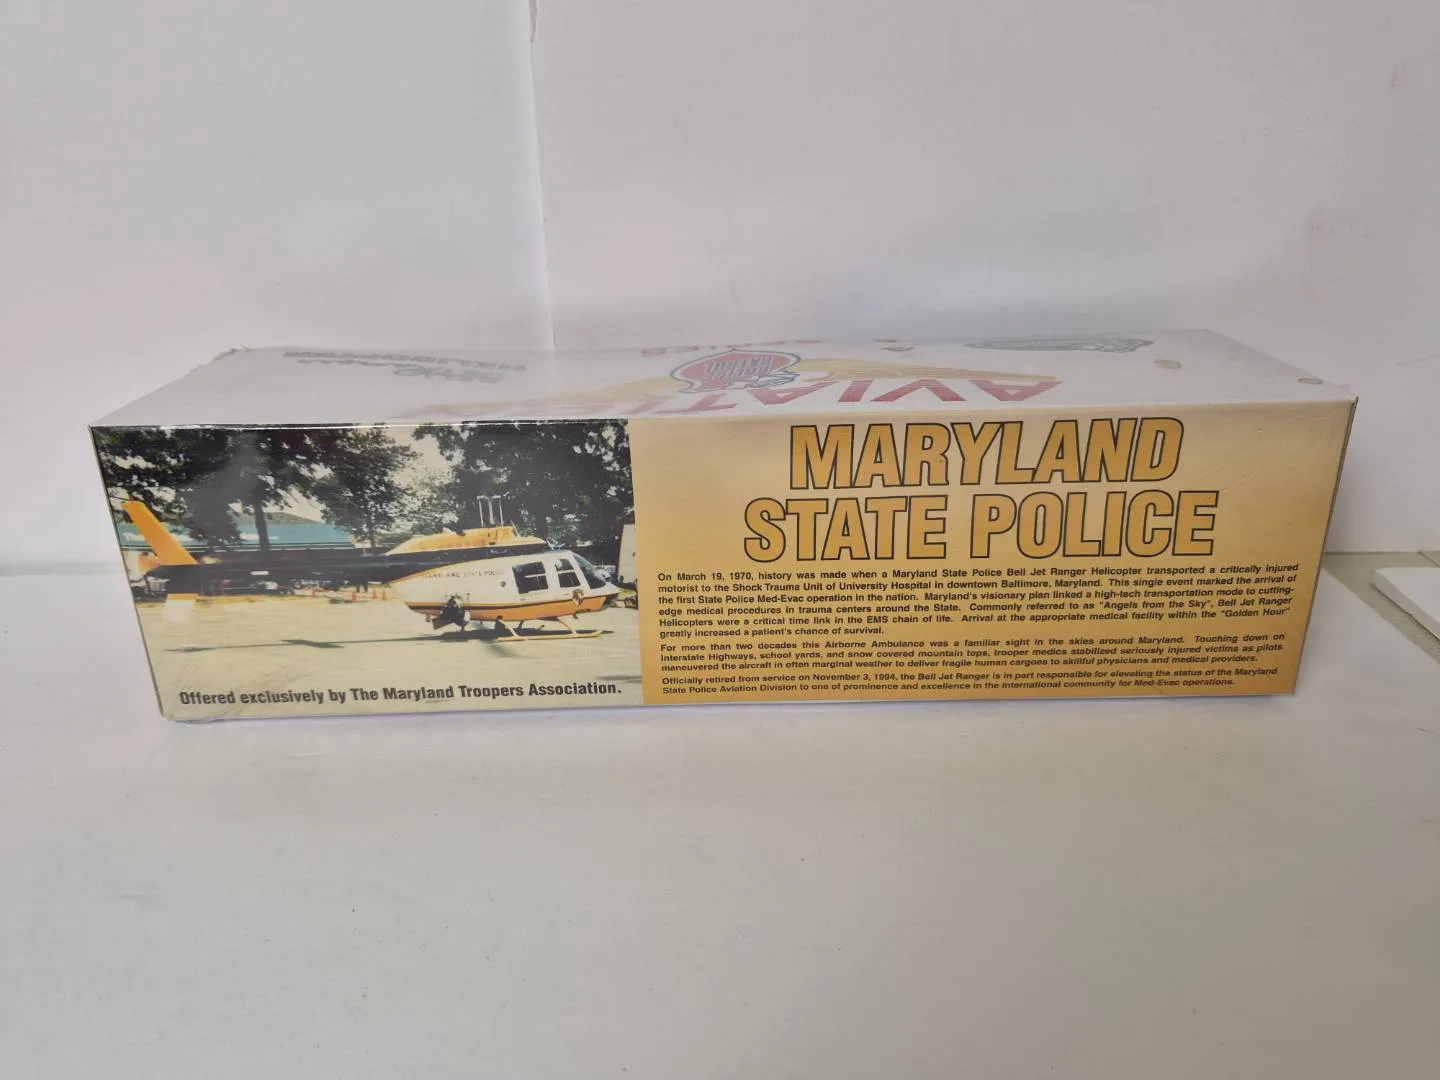 AVIATION
SERIES
MARYLAND
STATE POLICE
On March 19, 1970, history was made when a Maryland State Police Bell Jet Ranger Helicopter transported a critically injured
motorist to the Shock Trauma Unit of University Hospital in downtown Baltimore, Maryland. This single event marked the arrival of
the first State Police Med-Evac operation in the nation. Maryland's visionary plan linked a high-tech transportation mode to cutting-
edge medical procedures in trauma centers around the State. Commonly referred to as "Angels from the Sky", Bell Jet Ranger
Helicopters were a critical time link in the EMS chain of life. Arrival at the appropriate medical facility within the "Golden Hour"
greatly increased a patient's chance of survival.
For more than two decades this Airborne Ambulance was a familiar sight in the skies around Maryland. Touching down on
Interstate Highways, school yards, and snow covered mountain tops, trooper medics stabilized seriously injured victims as pilots
maneuvered the aircraft in often marginal weather to deliver fragile human cargoes to skillful physicians and medical providers.
Officially retired from service on November 3, 1994, the Bell Jet Ranger is in part responsible for elevating the status of the Maryland
State Police Aviation Division to one of prominence and excellence in the international community for Med-Evac operations.
MARYLAND STATE POLICE
Offered exclusively by The Maryland Troopers Association.